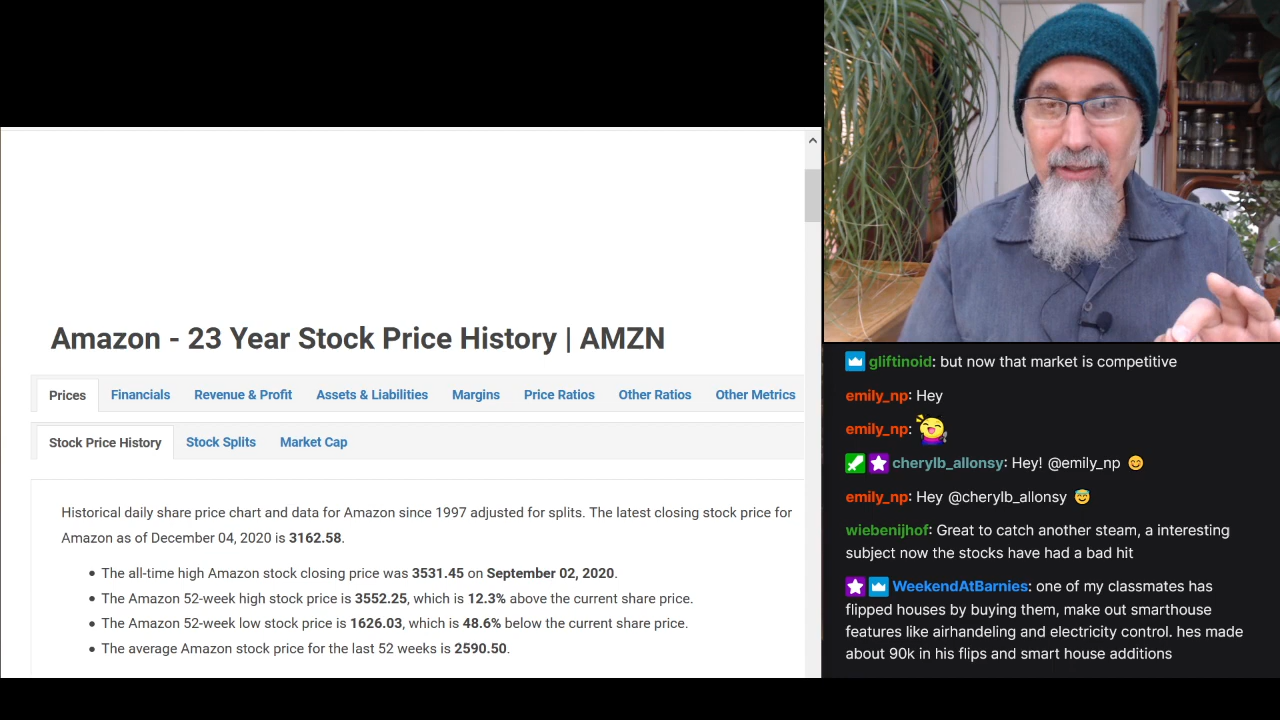 Amazon - 23 Year Stock Price History | AMZN
Prices Financials Revenue & Profit Assets & Liabilities Margins Price Ratios Other Ratios Other Metrics
Stock Price History Stock Splits Market Cap
Historical daily share price chart and data for Amazon since 1997 adjusted for splits. The latest closing stock price for
Amazon as of December 04, 2020 is 3162.58.
The all-time high Amazon stock closing price was 3531.45 on September 02, 2020.
The Amazon 52-week high stock price is 3552.25, which is 12.3% above the current share price.
The Amazon 52-week low stock price is 1626.03, which is 48.6% below the current share price.
The average Amazon stock price for the last 52 weeks is 2590.50.
gliftinoid: but now that market is competitive
emily_np: Hey
emily_np:
cherylb_allonsy: Hey! @emily_np 😊
emily_np: Hey @cherylb_allonsy 😇
wiebenijhof: Great to catch another steam, a interesting
subject now the stocks have had a bad hit
WeekendAtBarnies: one of my classmates has
flipped houses by buying them, make out smarthouse
features like airhandeling and electricity control. hes made
about 90k in his flips and smart house additions